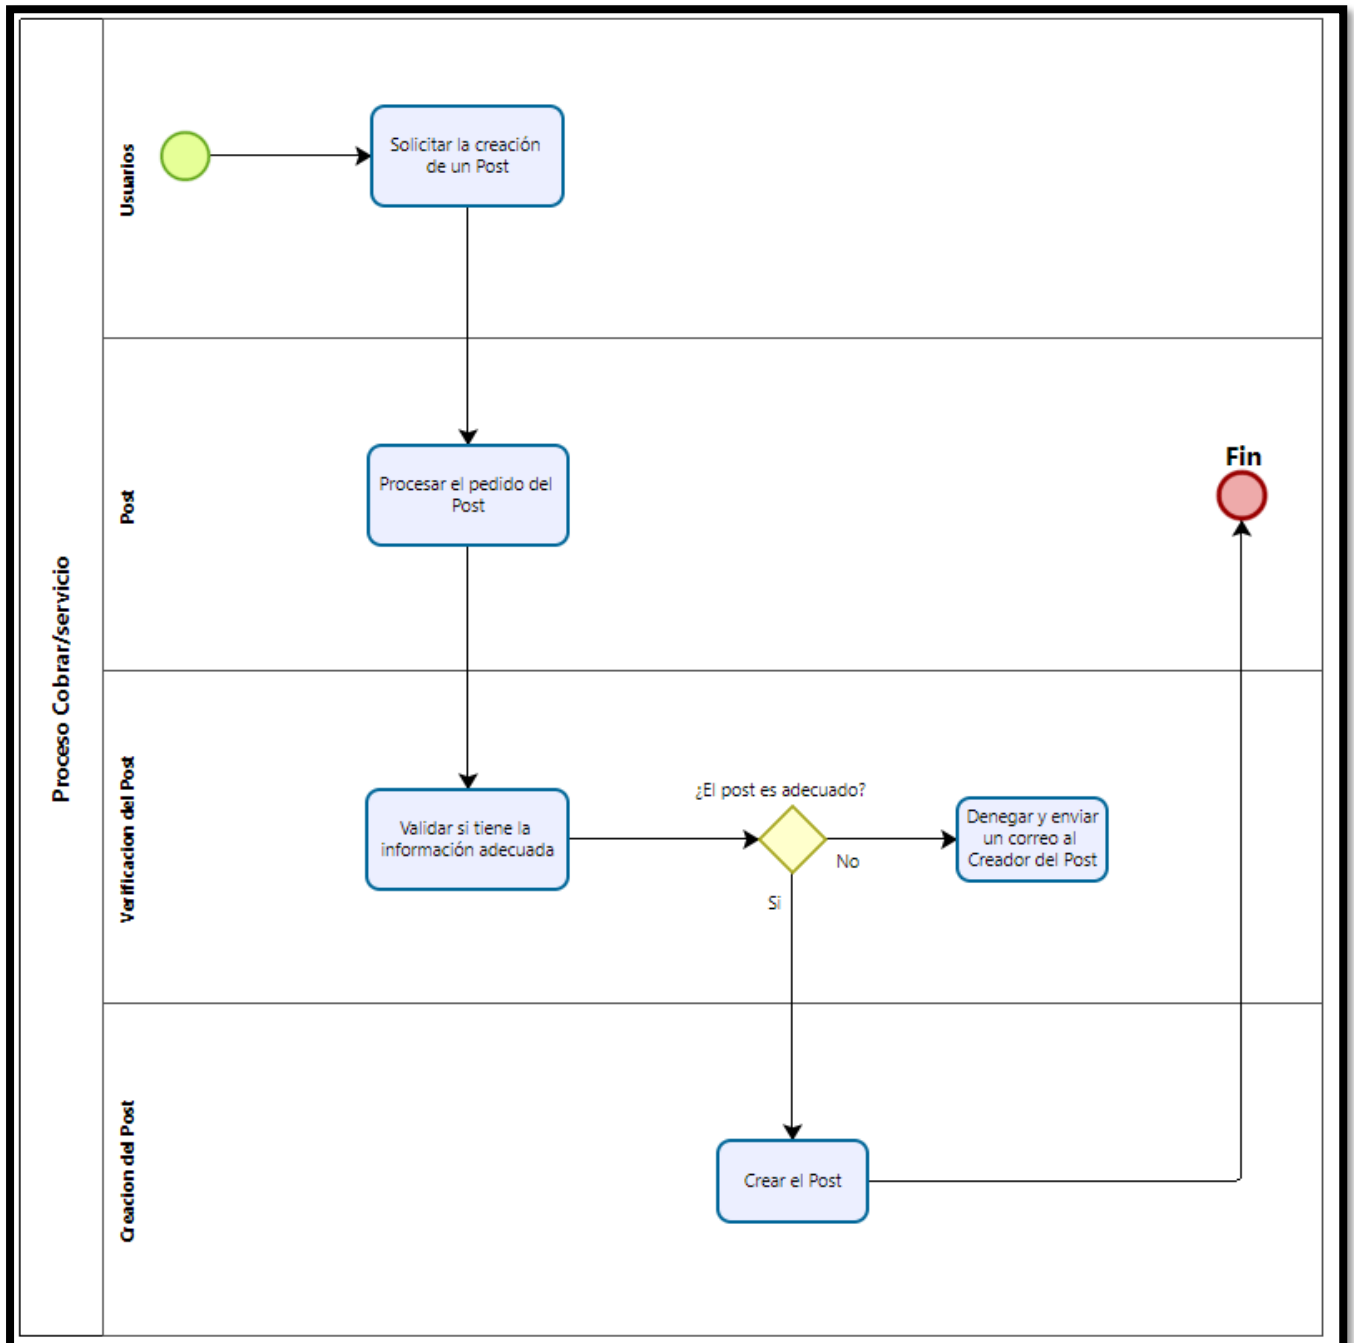 Proceso Cobrar/servicio
Usuarios
Solicitar la creación
de un Post
Post
Procesar el pedido del
Post
Fin
Verificacion del Post
Validar si tiene la
información adecuada
¿El post es adecuado?
No
Si
Denegar y enviar
un correo al
Creador del Post
Creacion del Post
Crear el Post